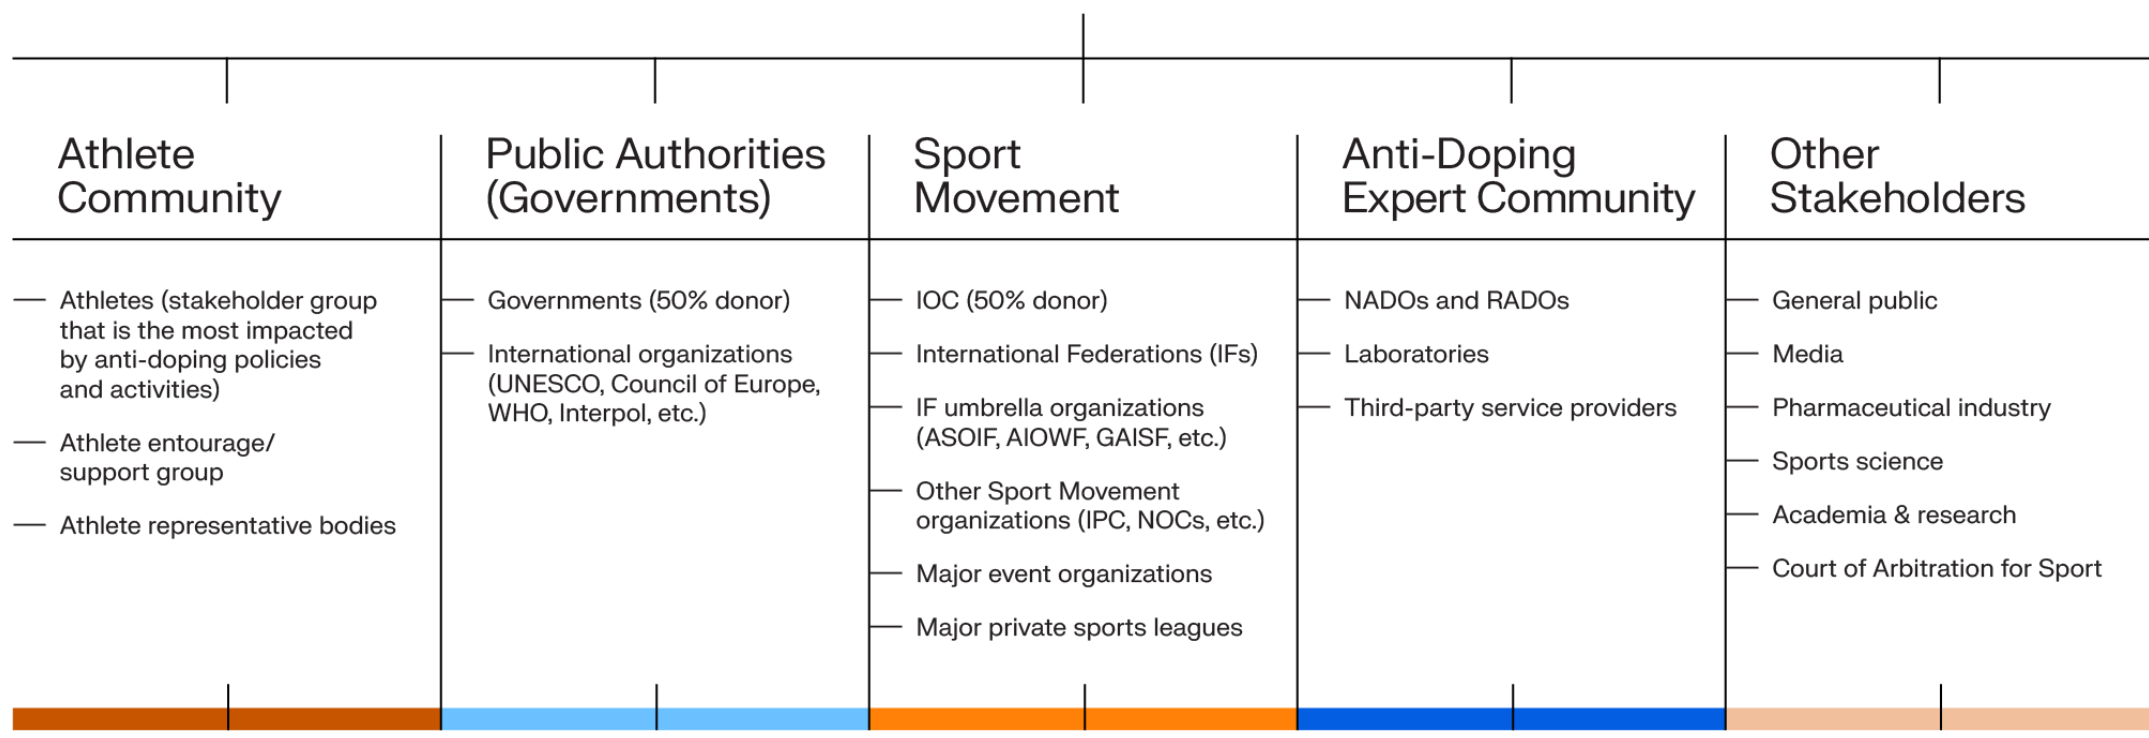 Athlete
Community
Athletes (stakeholder group
that is the most impacted
by anti-doping policies
and activities)
Athlete entourage/
support group
Athlete representative bodies
Public Authorities
(Governments)
Governments (50% donor)
International organizations
(UNESCO, Council of Europe,
WHO, Interpol, etc.)
Sport
Movement
IOC (50% donor)
International Federations (IFs)
IF umbrella organizations
(ASOIF, AIOWF, GAISF, etc.)
Other Sport Movement
organizations (IPC, NOCs, etc.)
Major event organizations
Major private sports leagues
Anti-Doping
Expert Community
NADOs and RADOs
Laboratories
Third-party service providers
Other
Stakeholders
General public
Media
Pharmaceutical industry
Sports science
Academia & research
Court of Arbitration for Sport